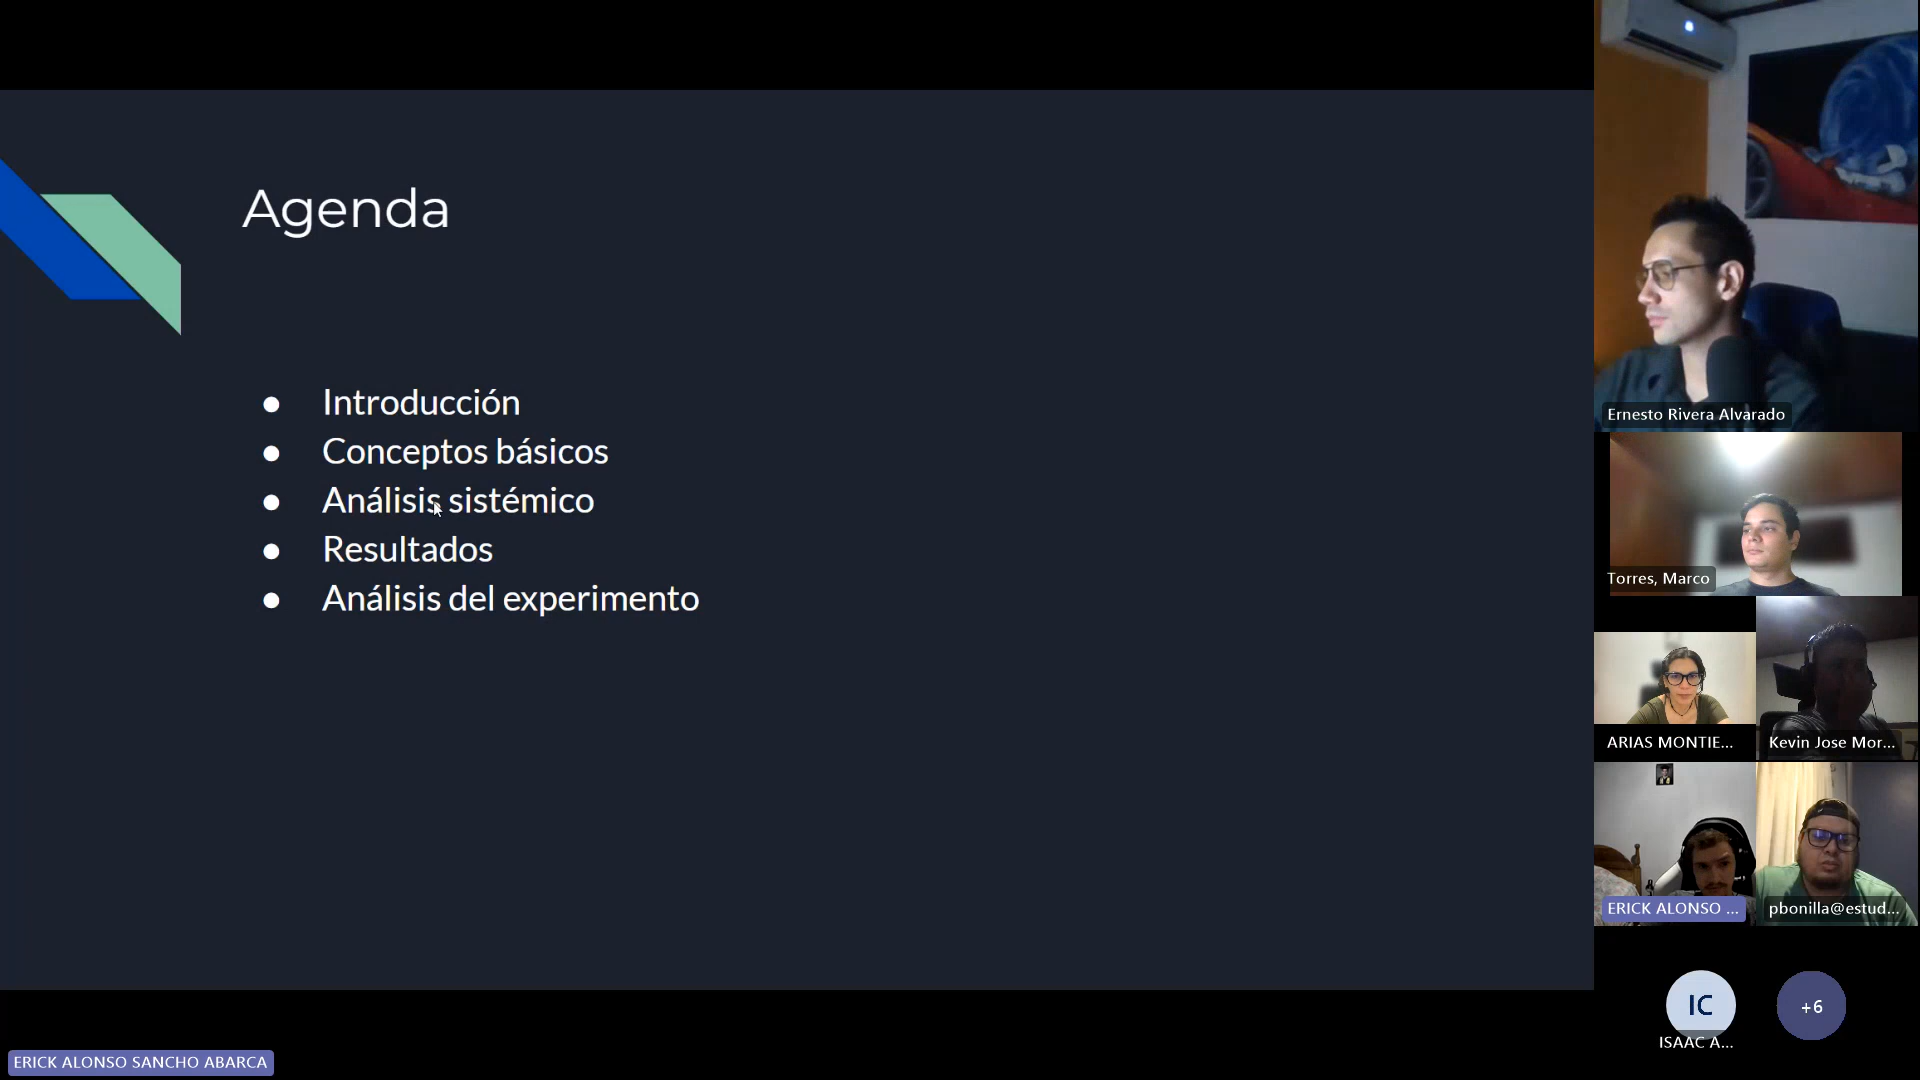 Agenda
● Introducción
● Conceptos básicos
● Análisis sistémico
● Resultados
● Análisis del experimento
Ernesto Rivera Alvarado
Torres, Marco
ARIAS MONTIE...
Kevin Jose Mor...
ERICK ALONSO ...
pbonilla@estud...
IC
+6
ISAAC A...
ERICK ALONSO SANCHO ABARCA